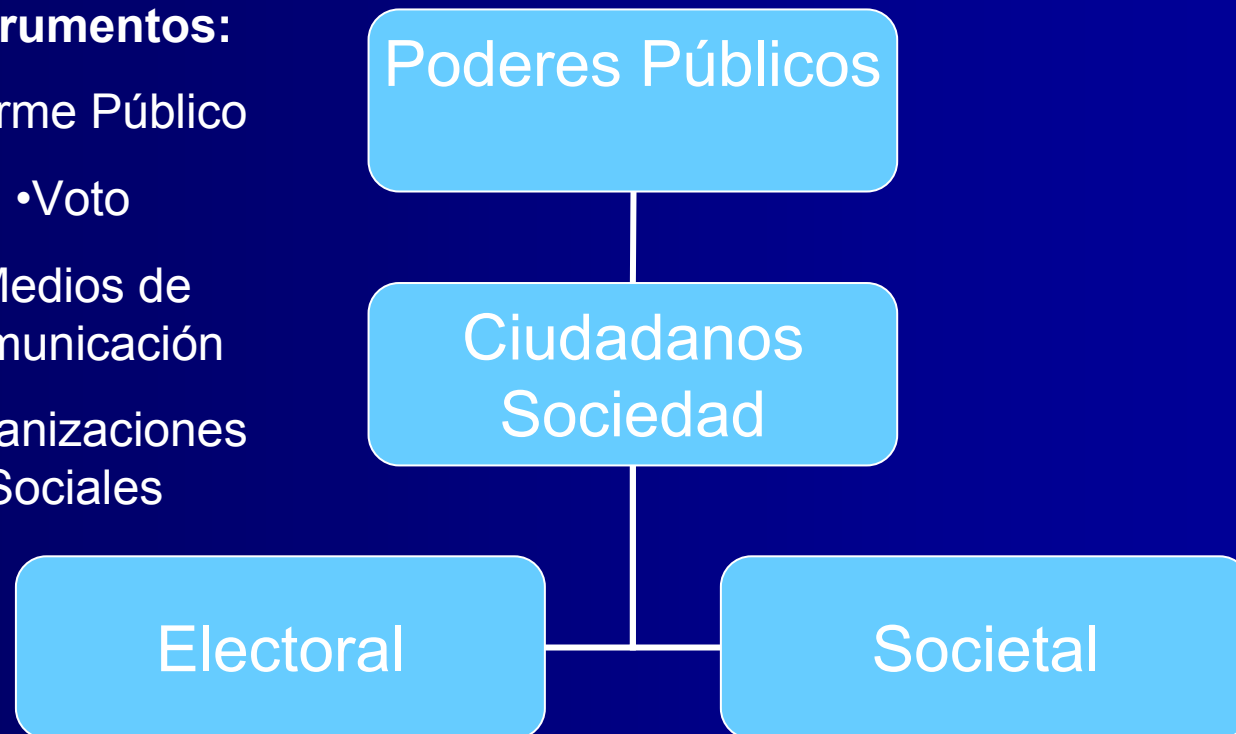 rumentos:
rme Público
•Voto
Medios de
municación
anizaciones
Sociales
Poderes Públicos
Ciudadanos
Sociedad
Electoral
Societal